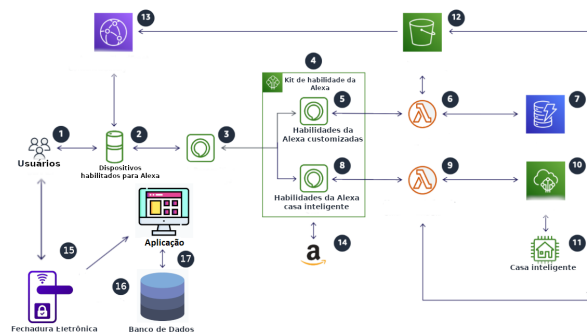 13
12
4
Kit de habilidade da
Alexa
1
2
3
5
6
7
Usuários
Dispositivos
habilitados para Alexa
Habilidades da
Alexa customizadas
8
9
10
Habilidades da Alexa
casa inteligente
15
Aplicação
14
11
Casa inteligente
17
16
Fechadura Eletrônica
Banco de Dados